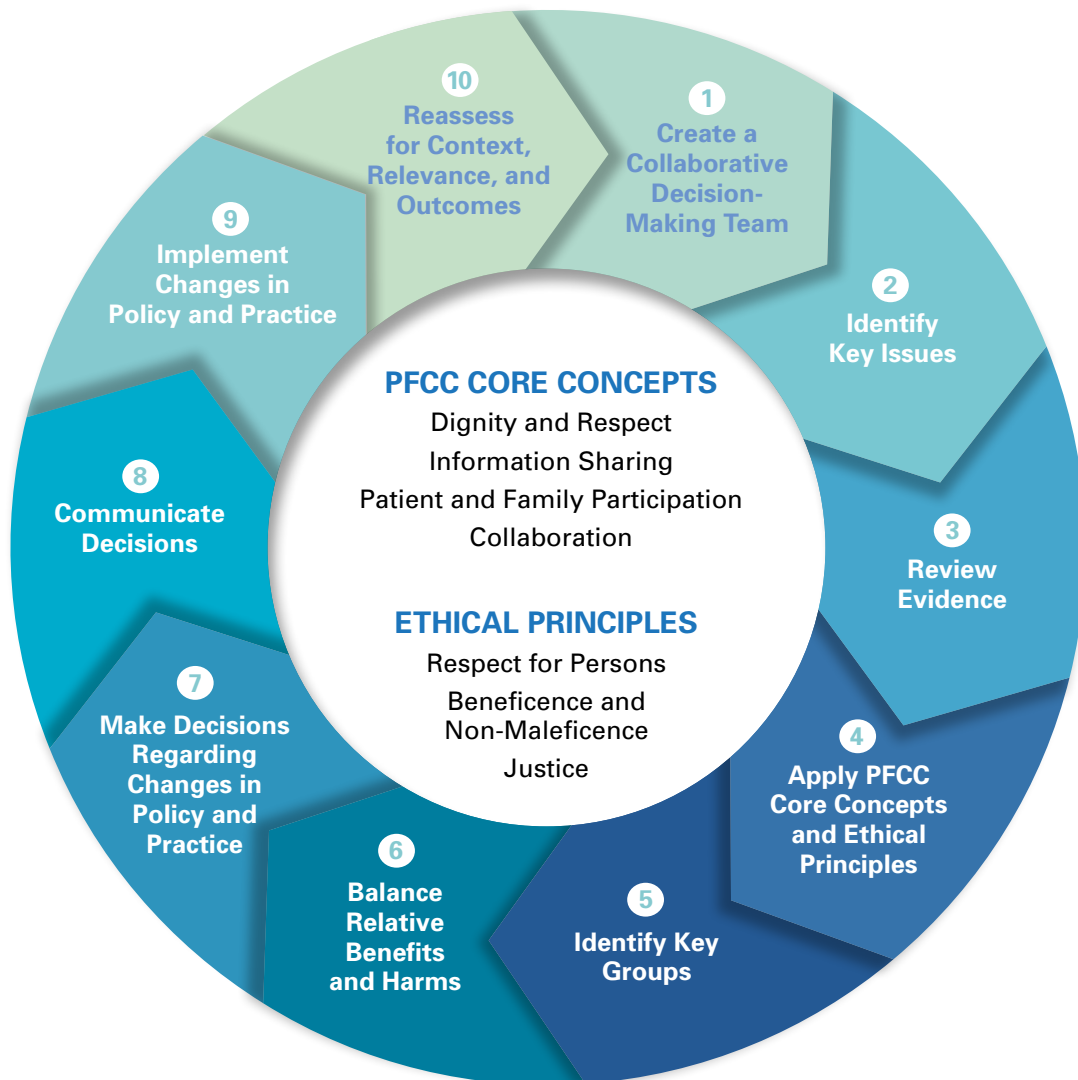 1
Create a
Collaborative
Decision-
Making Team
2
Identify
Key Issues
3
Review
Evidence
4
Apply PFCC
Core Concepts
and Ethical
Principles
5
Identify Key
Groups
6
Balance
Relative
Benefits
and Harms
7
Make Decisions
Regarding
Changes in
Policy and
Practice
8
Communicate
Decisions
9
Implement
Changes in
Policy and Practice
10
Reassess
for Context,
Relevance, and
Outcomes
PFCC CORE CONCEPTS
Dignity and Respect
Information Sharing
Patient and Family Participation
Collaboration
ETHICAL PRINCIPLES
Respect for Persons
Beneficence and
Non-Maleficence
Justice